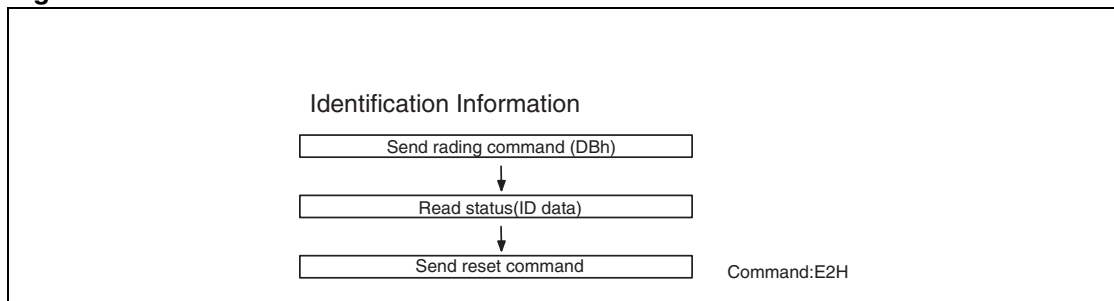 Identification Information
Send rading command (DBh)
Read status(ID data)
Send reset command
Command:E2H